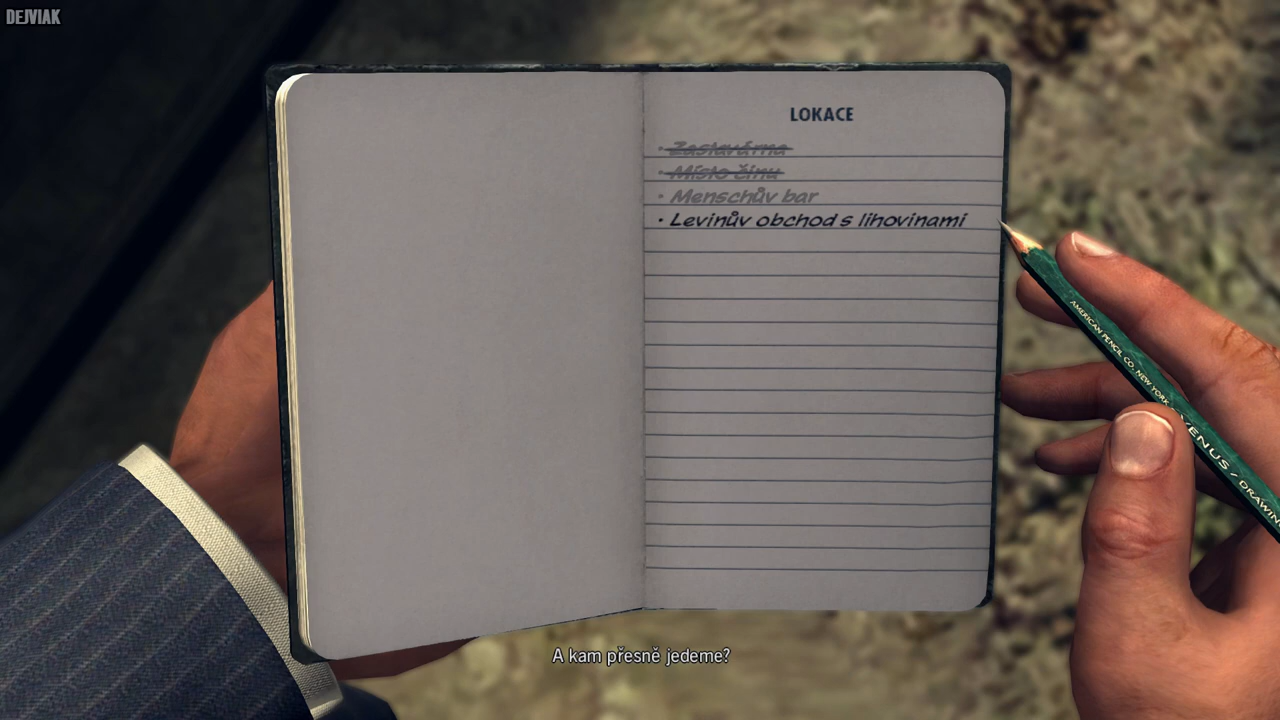 DEJVIAK
LOKACE
· Zastavárna
· Místo činu
· Menschův bar
· Levinův obchod s lihovinami
AMERICAN PENCIL CO. NEW YORK VENUS / DRAWIN
A kam přesně jedeme?